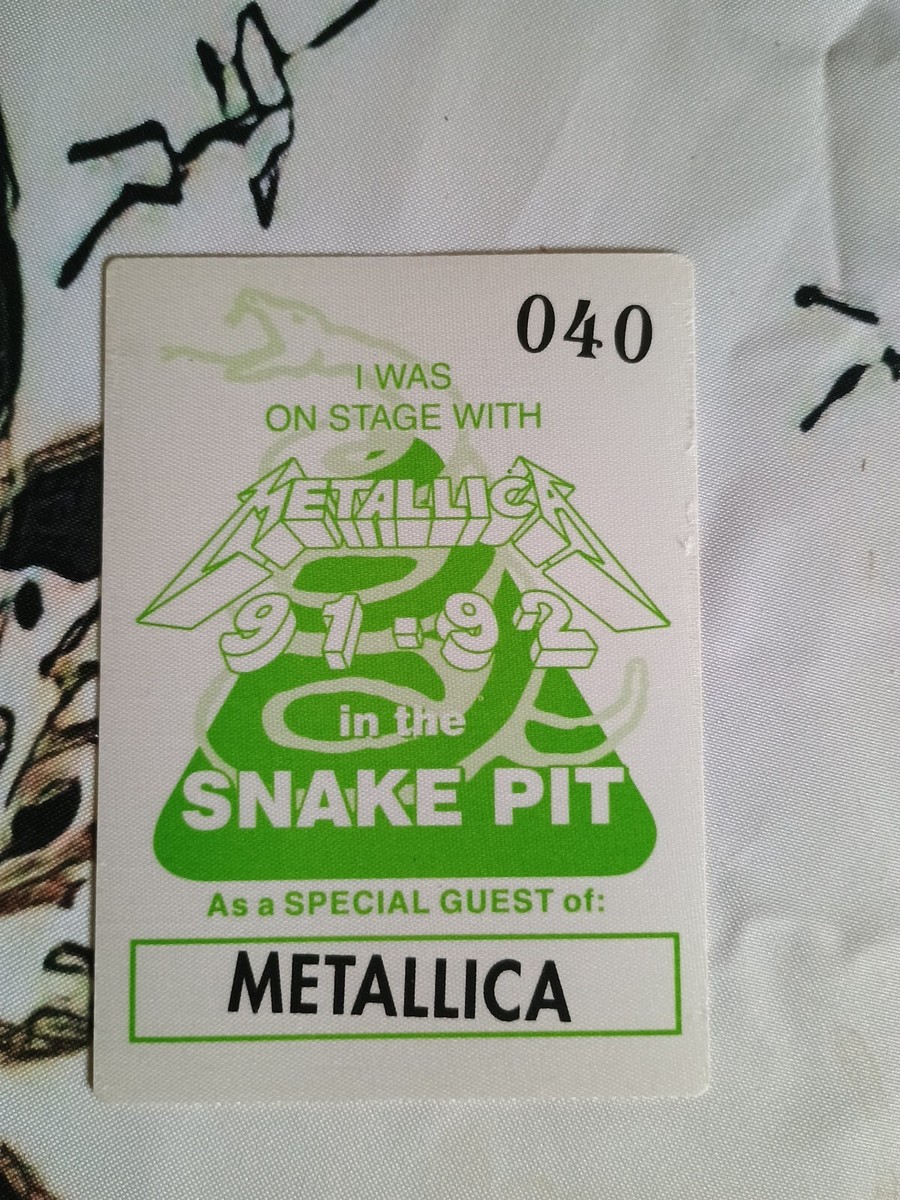 040
I WAS
ON STAGE WITH
METALLICA
91-92
in the
SNAKE PIT
As a SPECIAL GUEST of:
METALLICA